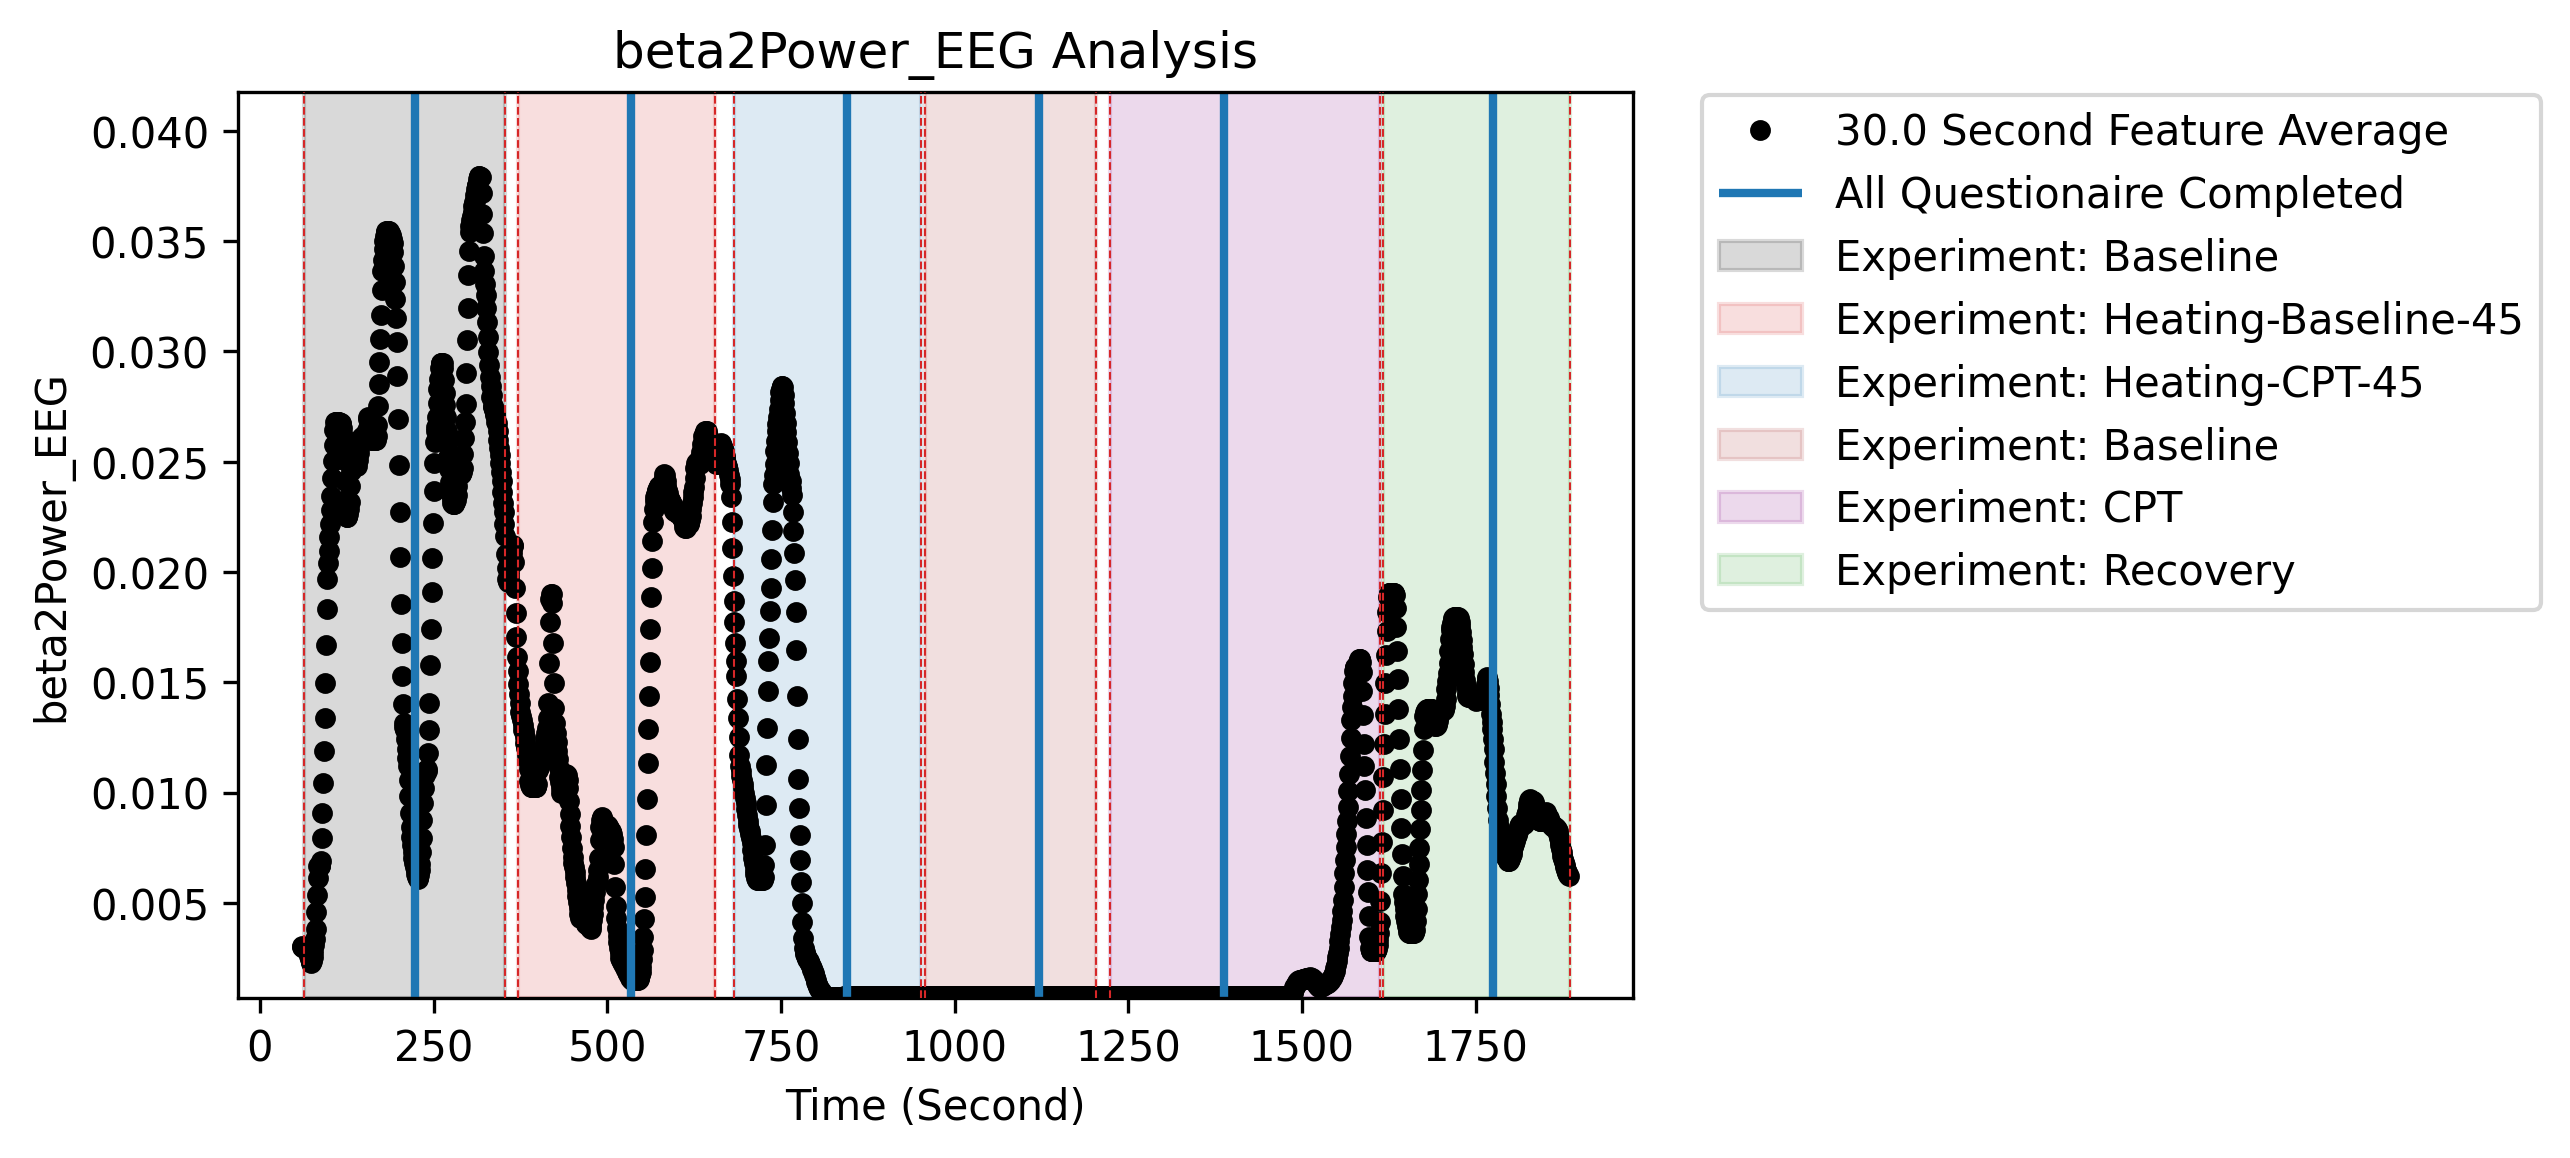 beta2Power_EEG Analysis
0.040
0.035
0.030
0.025
0.020
0.015
0.010
0.005
beta2Power_EEG
0 250 500 750 1000 1250 1500 1750
Time (Second)
30.0 Second Feature Average
All Questionaire Completed
Experiment: Baseline
Experiment: Heating-Baseline-45
Experiment: Heating-CPT-45
Experiment: Baseline
Experiment: CPT
Experiment: Recovery